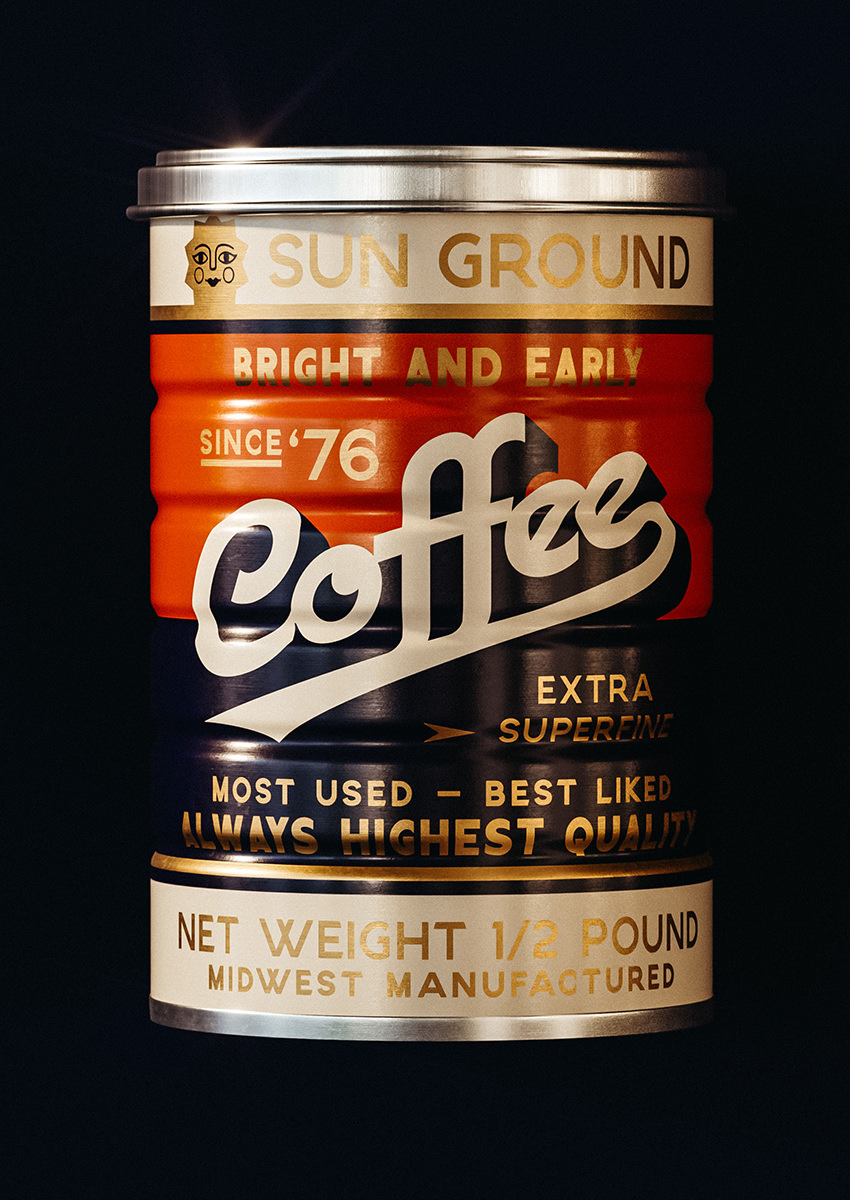 SUN GROUND
BRIGHT AND EARLY
SINCE ‘76
Coffee
EXTRA
SUPERFINE
MOST USED — BEST LIKED
ALWAYS HIGHEST QUALITY
NET WEIGHT 1/2 POUND
MIDWEST MANUFACTURED